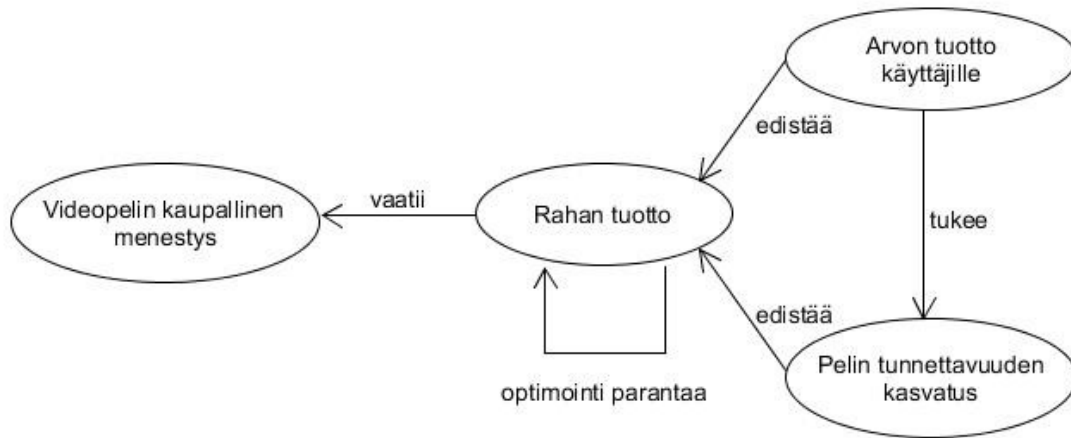 Arvon tuotto
käyttäjille
edistää
vaatii
Videopelin kaupallinen
menestys
Rahan tuotto
tukee
edistää
optimointi parantaa
Pelin tunnettavuuden
kasvatus